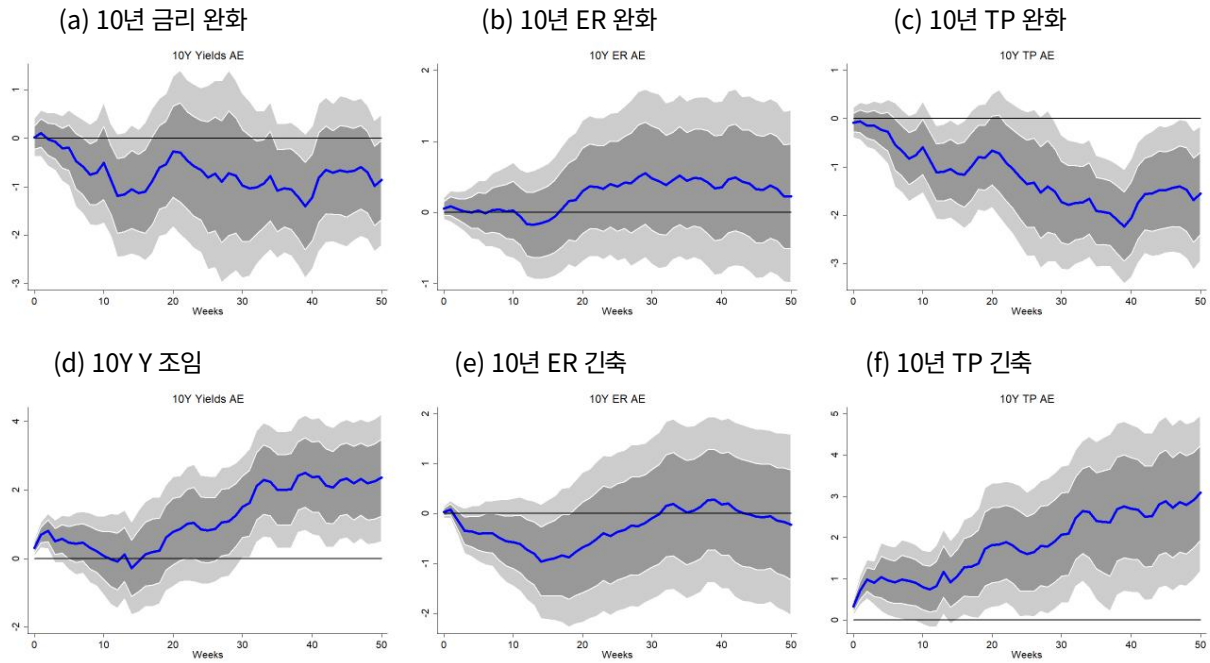 (a) 10년 금리 완화
(b) 10년 ER 완화
(c) 10년 TP 완화
10Y Yields AE
10Y ER AE
10Y TP AE
1
0
-1
-2
-3
0 10 20 30 40 50
Weeks
2
1
0
-1
0 10 20 30 40 50
Weeks
1
0
-1
-2
-3
0 10 20 30 40 50
Weeks
(d) 10Y Y 조임
(e) 10년 ER 긴축
(f) 10년 TP 긴축
10Y Yields AE
10Y ER AE
10Y TP AE
4
2
0
-2
0 10 20 30 40 50
Weeks
2
1
0
-1
-2
0 10 20 30 40 50
Weeks
5
4
3
2
1
0
0 10 20 30 40 50
Weeks